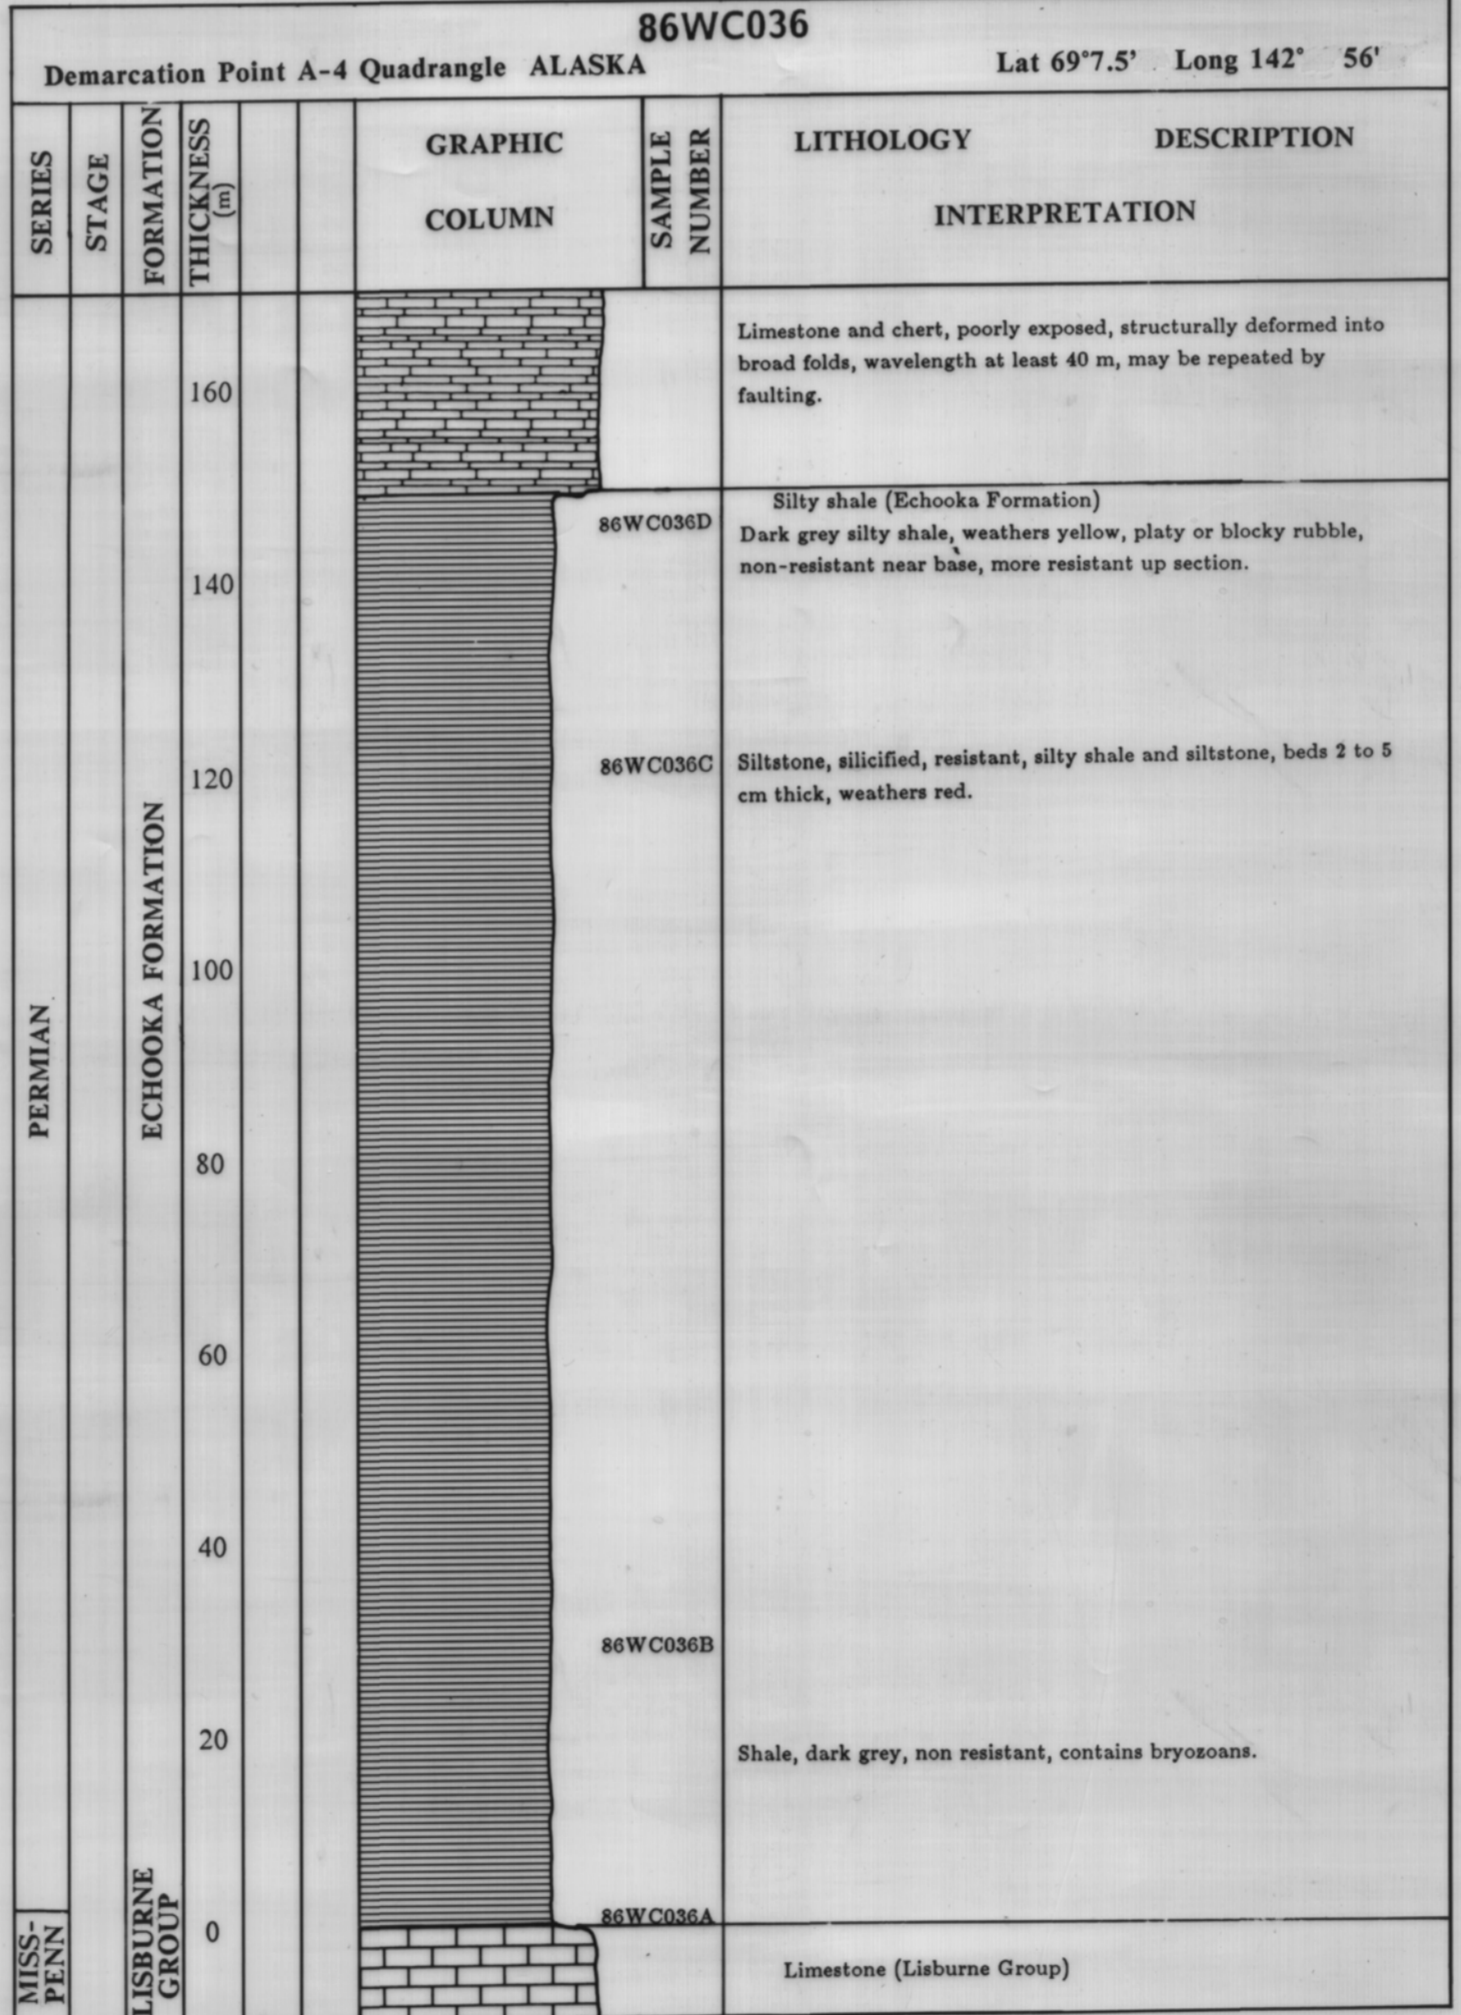 86WC036
Demarcation Point A-4 Quadrangle ALASKA
Lat 69°7.5' Long 142° 56'
SERIES
STAGE
FORMATION
THICKNESS
(m)
GRAPHIC
COLUMN
SAMPLE
NUMBER
LITHOLOGY DESCRIPTION
INTERPRETATION
Limestone and chert, poorly exposed, structurally deformed into
broad folds, wavelength at least 40 m, may be repeated by
faulting.
160
Silty shale (Echooka Formation)
86WC036D
Dark grey silty shale, weathers yellow, platy or blocky rubble,
non-resistant near base, more resistant up section.
140
86WC036C
Siltstone, silicified, resistant, silty shale and siltstone, beds 2 to 5
cm thick, weathers red.
120
100
PERMIAN
ECHOOKA FORMATION
80
60
40
86WC036B
20
Shale, dark grey, non resistant, contains bryozoans.
86WC036A
0
MISS-
PENN
LISBURNE
GROUP
Limestone (Lisburne Group)